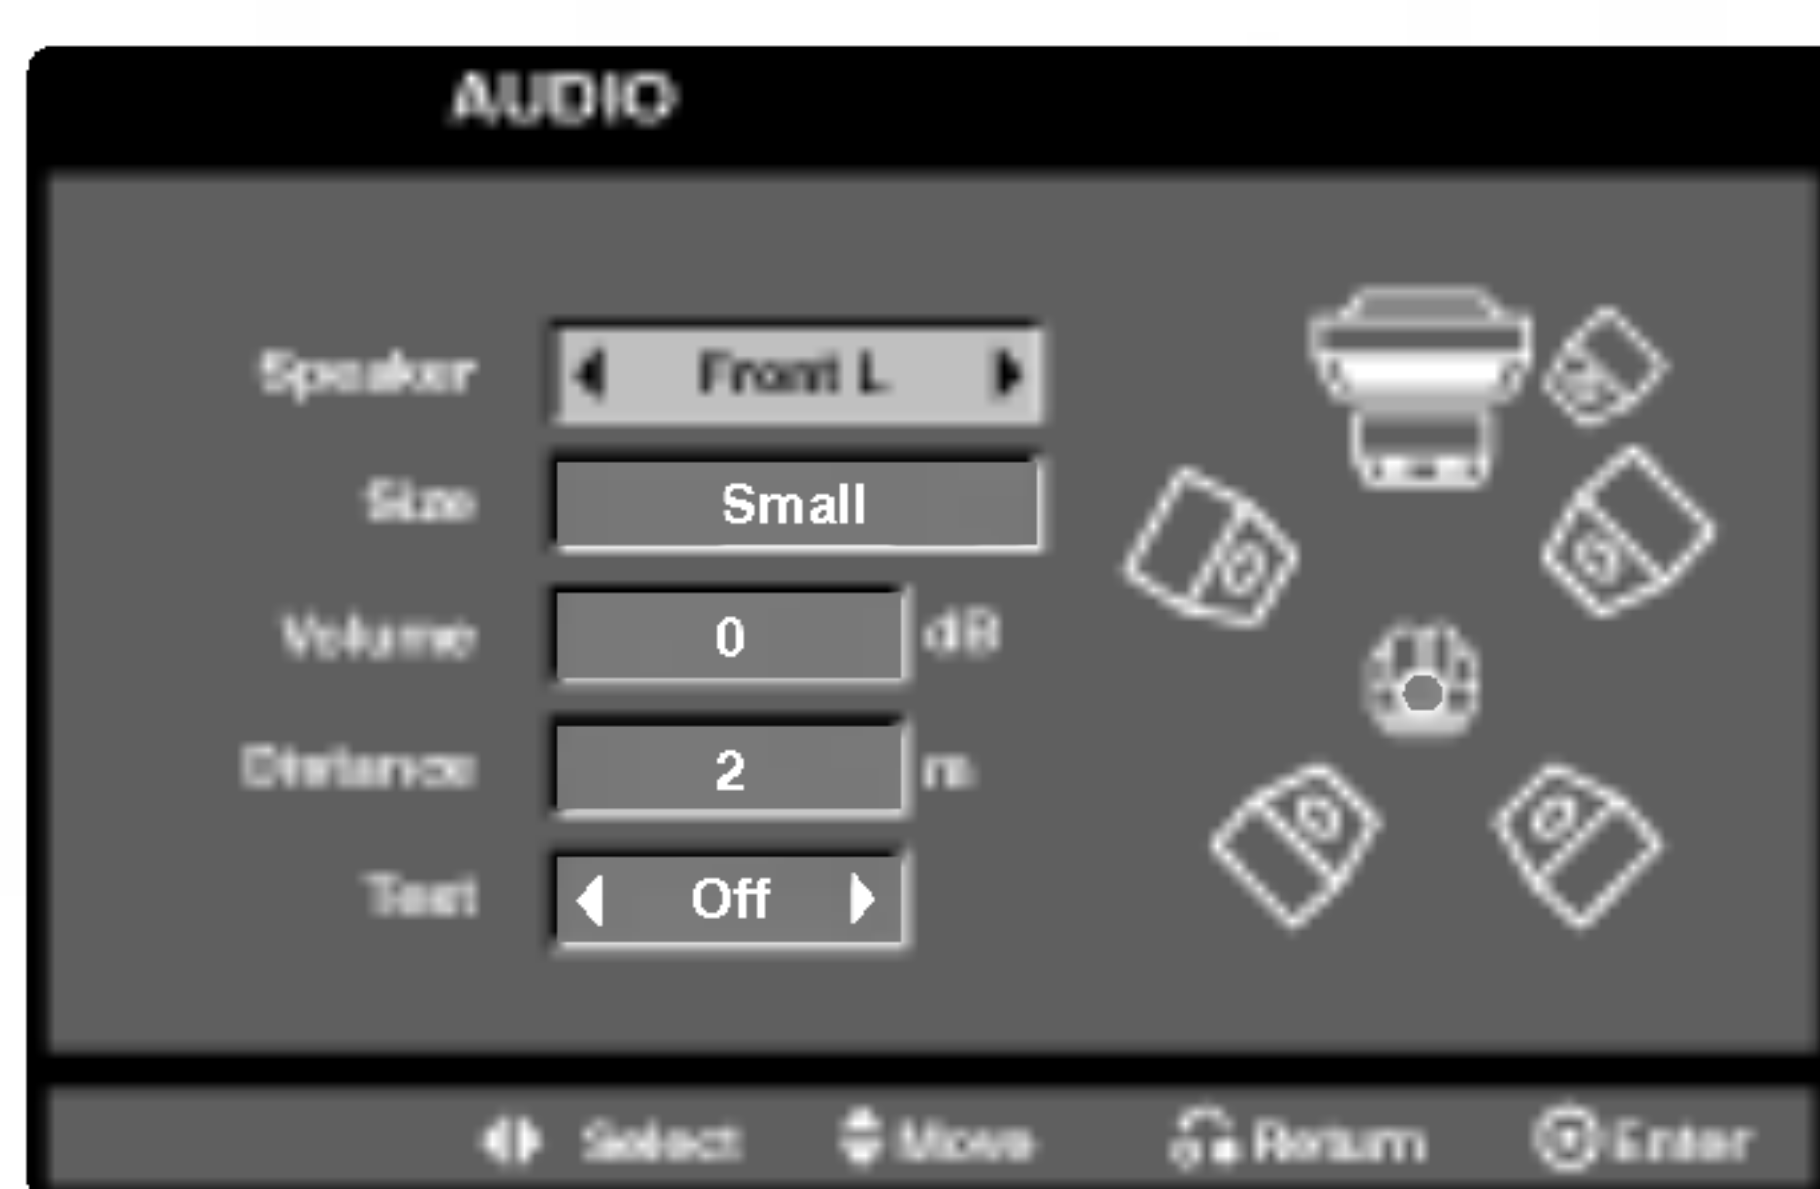 AUDIO
Speaker Front L
Size Small
Volume 0 dB
Distance 2 m
Test Off
Select Move Return Enter